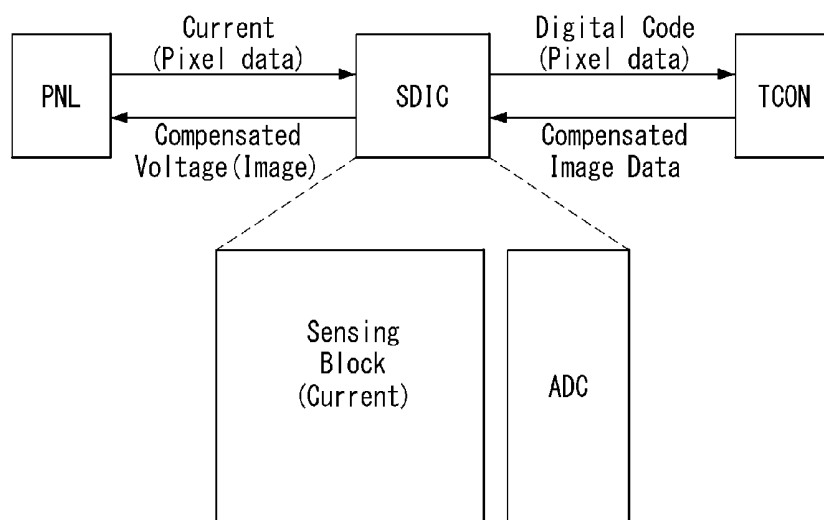 Current
(Pixel data)
Digital Code
(Pixel data)
PNL
SDIC
TCON
Compensated
Voltage(Image)
Compensated
Image Data
Sensing
Block
(Current)
ADC